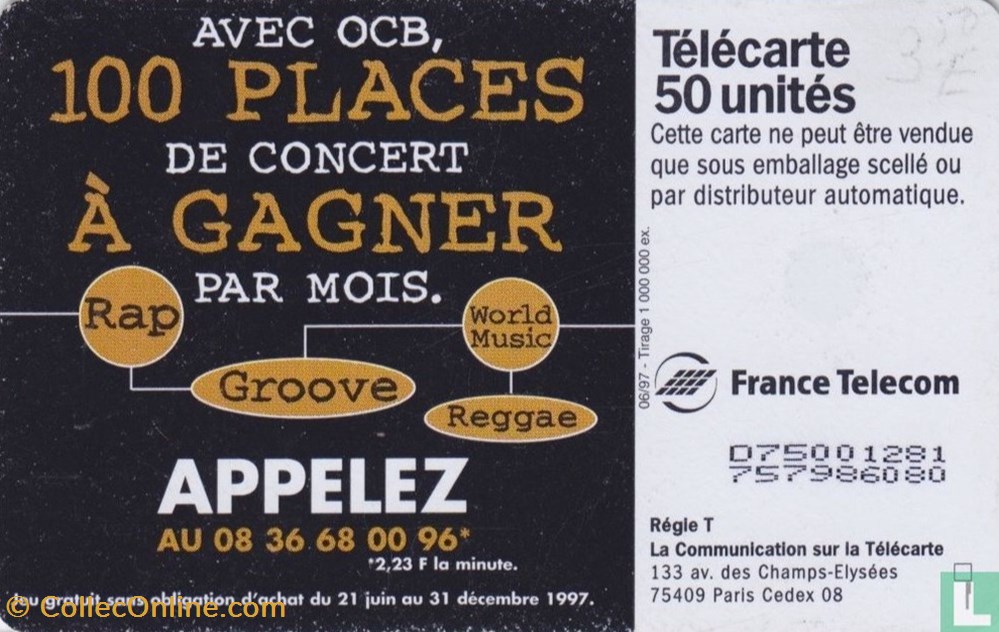 AVEC OCB,
100 PLACES
DE CONCERT
À GAGNER
PAR MOIS.
Rap
World
Music
Groove
Reggae
APPELEZ
AU 08 36 68 00 96*
*2,23 F la minute.
Jeu gratuit sans obligation d'achat du 21 juin au 31 décembre 1997.
© CollecOnline.com
Télécarte
50 unités
Cette carte ne peut être vendue
que sous emballage scellé ou
par distributeur automatique.
06/97 - Tirage 1 000 000 ex.
France Telecom
D75001281
757986080
Régie T
La Communication sur la Télécarte
133 av. des Champs-Elysées
75409 Paris Cedex 08
L